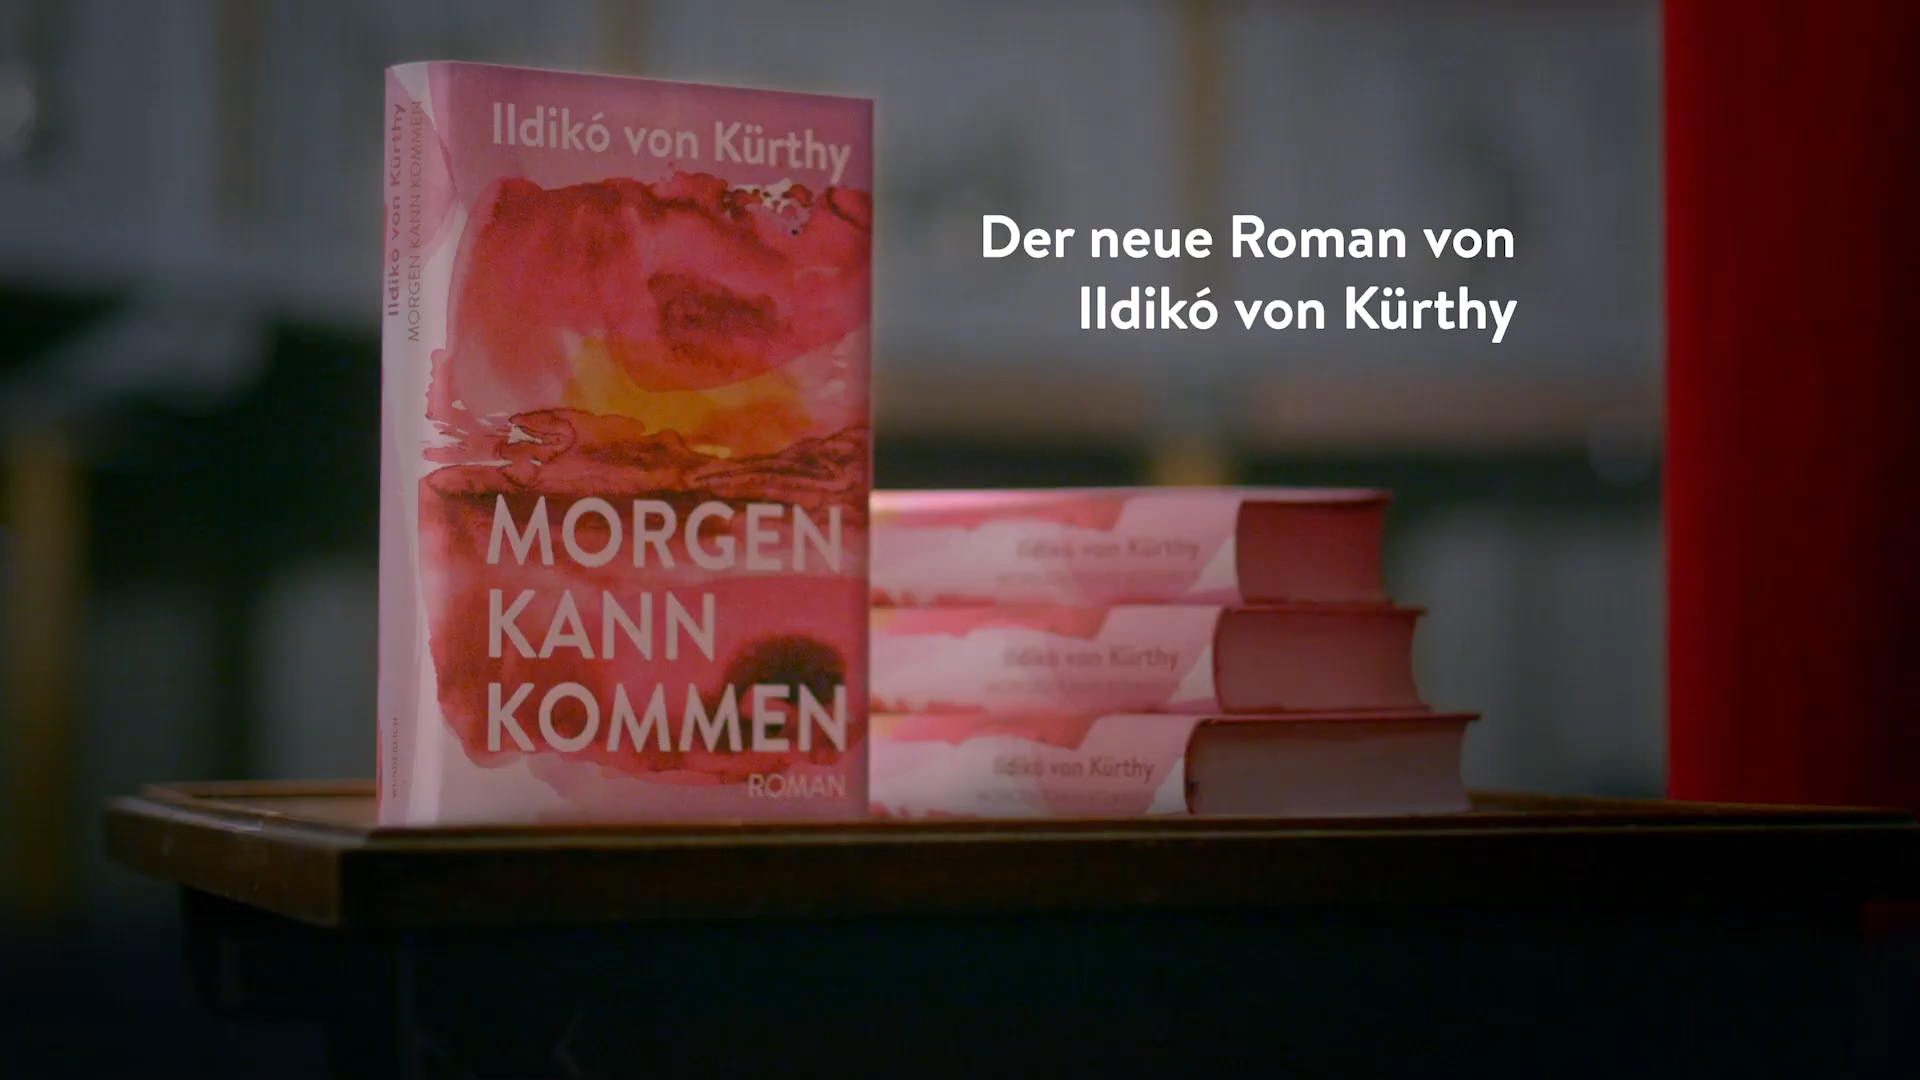 Ildikó von Kürthy
MORGEN KANN KOMMEN
WUNDERLICH
Ildikó von Kürthy
MORGEN
KANN
KOMMEN
ROMAN
Der neue Roman von
Ildikó von Kürthy
Ildikó von Kürthy
Ildikó von Kürthy
Ildikó von Kürthy